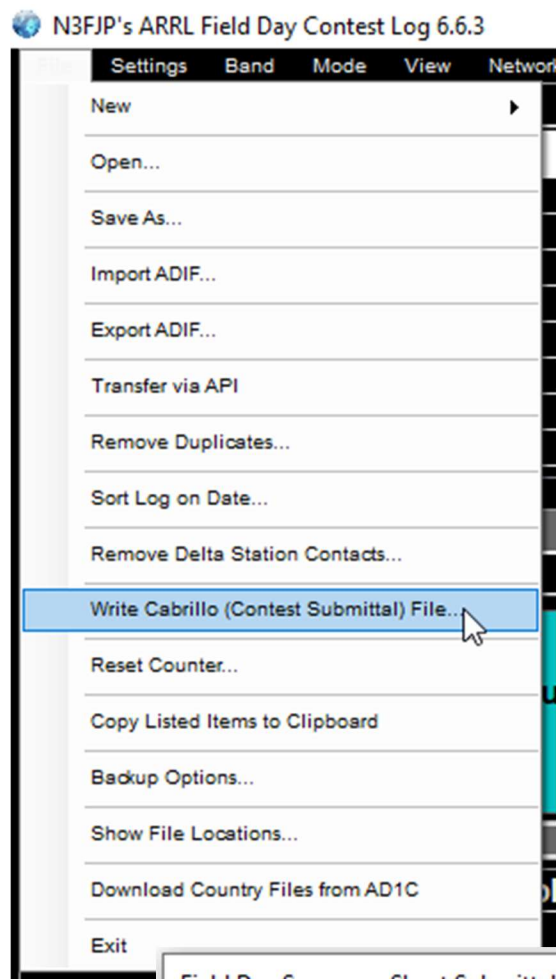 N3FJP's ARRL Field Day Contest Log 6.6.3
Settings Band Mode View
New
Open...
Save As...
Import ADIF...
Export ADIF...
Transfer via API
Remove Duplicates...
Sort Log on Date...
Remove Delta Station Contacts...
Write Cabrillo (Contest Submittal) File...
Reset Counter...
Copy Listed Items to Clipboard
Backup Options...
Show File Locations...
Download Country Files from AD1C
Exit